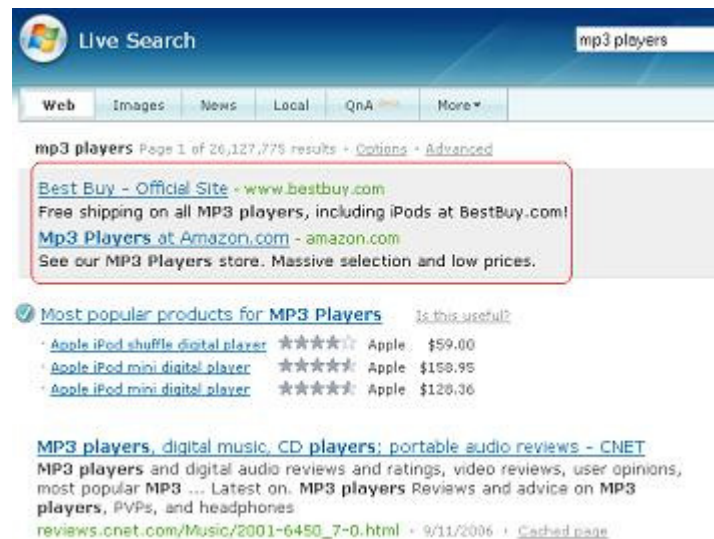 Live Search
mp3 players
Web Images News Local QnA More
mp3 players Page 1 of 26,127,775 results · Options · Advanced
Best Buy - Official Site - www.bestbuy.com
Free shipping on all MP3 players, including iPods at BestBuy.com!
Mp3 Players at Amazon.com - amazon.com
See our MP3 Players store. Massive selection and low prices.
Most popular products for MP3 Players Is this useful?
· Apple iPod shuffle digital player Apple $59.00
· Apple iPod mini digital player Apple $158.95
· Apple iPod mini digital player Apple $128.36
MP3 players, digital music, CD players; portable audio reviews - CNET
MP3 players and digital audio reviews and ratings, video reviews, user opinions,
most popular MP3 ... Latest on. MP3 players Reviews and advice on MP3
players, PVPs, and headphones
reviews.cnet.com/Music/2001-6450_7-0.html · 9/11/2006 · Cached page